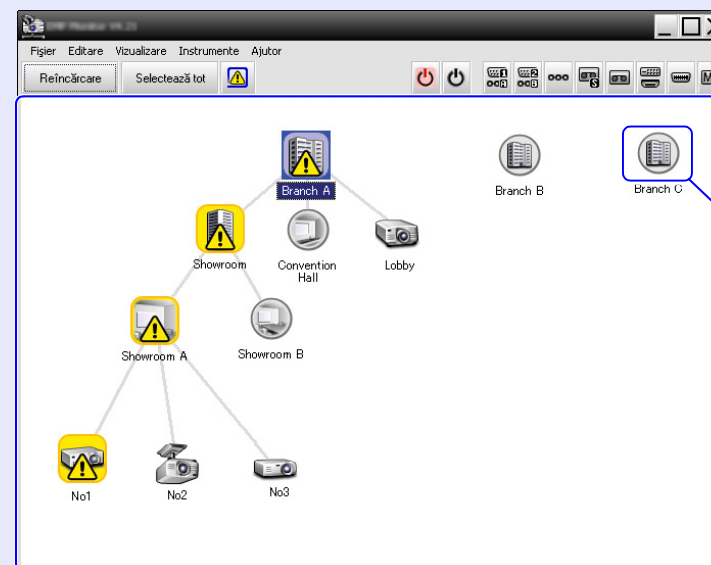 Fișier Editare Vizualizare Instrumente Ajutor
Reîncărcare Selectează tot
Branch A
Branch B
Branch C
Showroom
Convention
Hall
Lobby
Showroom A
Showroom B
No1
No2
No3